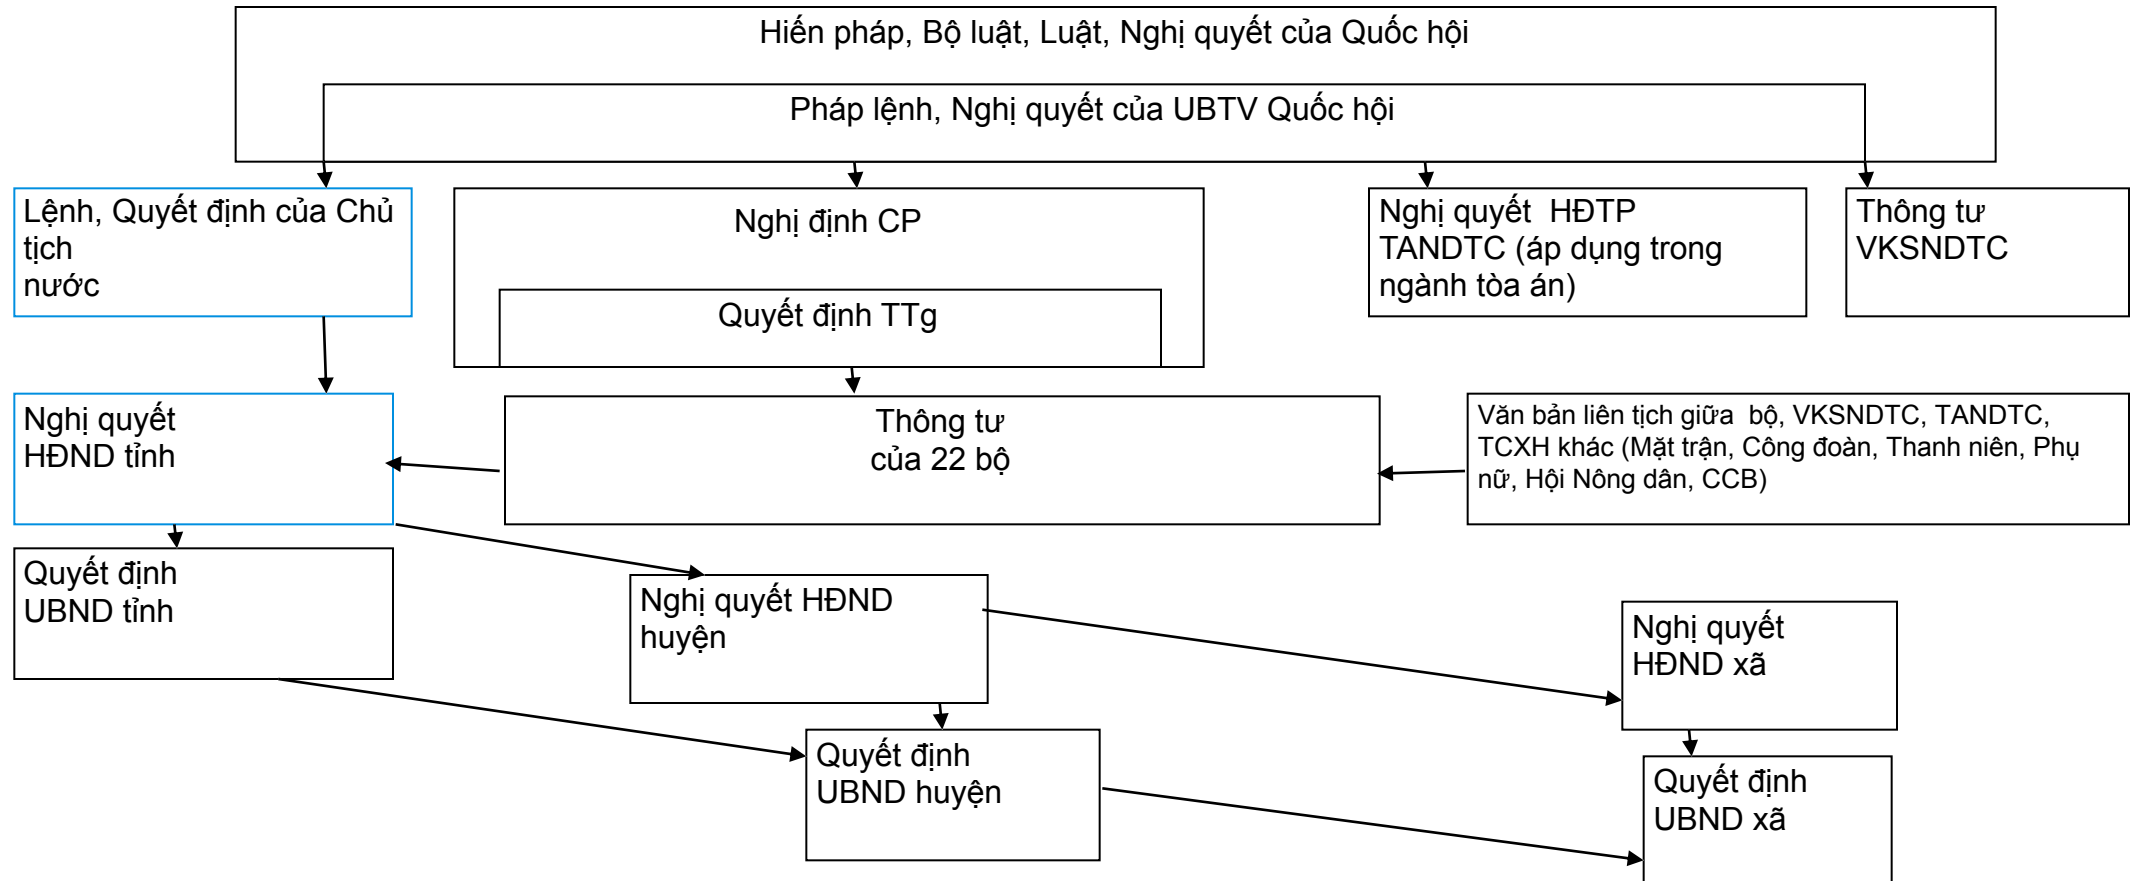 Hiến pháp, Bộ luật, Luật, Nghị quyết của Quốc hội
Pháp lệnh, Nghị quyết của UBTV Quốc hội
Lệnh, Quyết định của Chủ
tịch
nước
Nghị định CP
Quyết định TTg
Nghị quyết  HĐTP
TANDTC (áp dụng trong
ngành tòa án)
Thông tư
VKSNDTC
Nghị quyết
HĐND tỉnh
Thông tư
của 22 bộ
Văn bản liên tịch giữa  bộ, VKSNDTC, TANDTC,
TCXH khác (Mặt trận, Công đoàn, Thanh niên, Phụ
nữ, Hội Nông dân, CCB)
Quyết định
UBND tỉnh
Nghị quyết HĐND
huyện
Nghị quyết
HĐND xã
Quyết định
UBND huyện
Quyết định
UBND xã